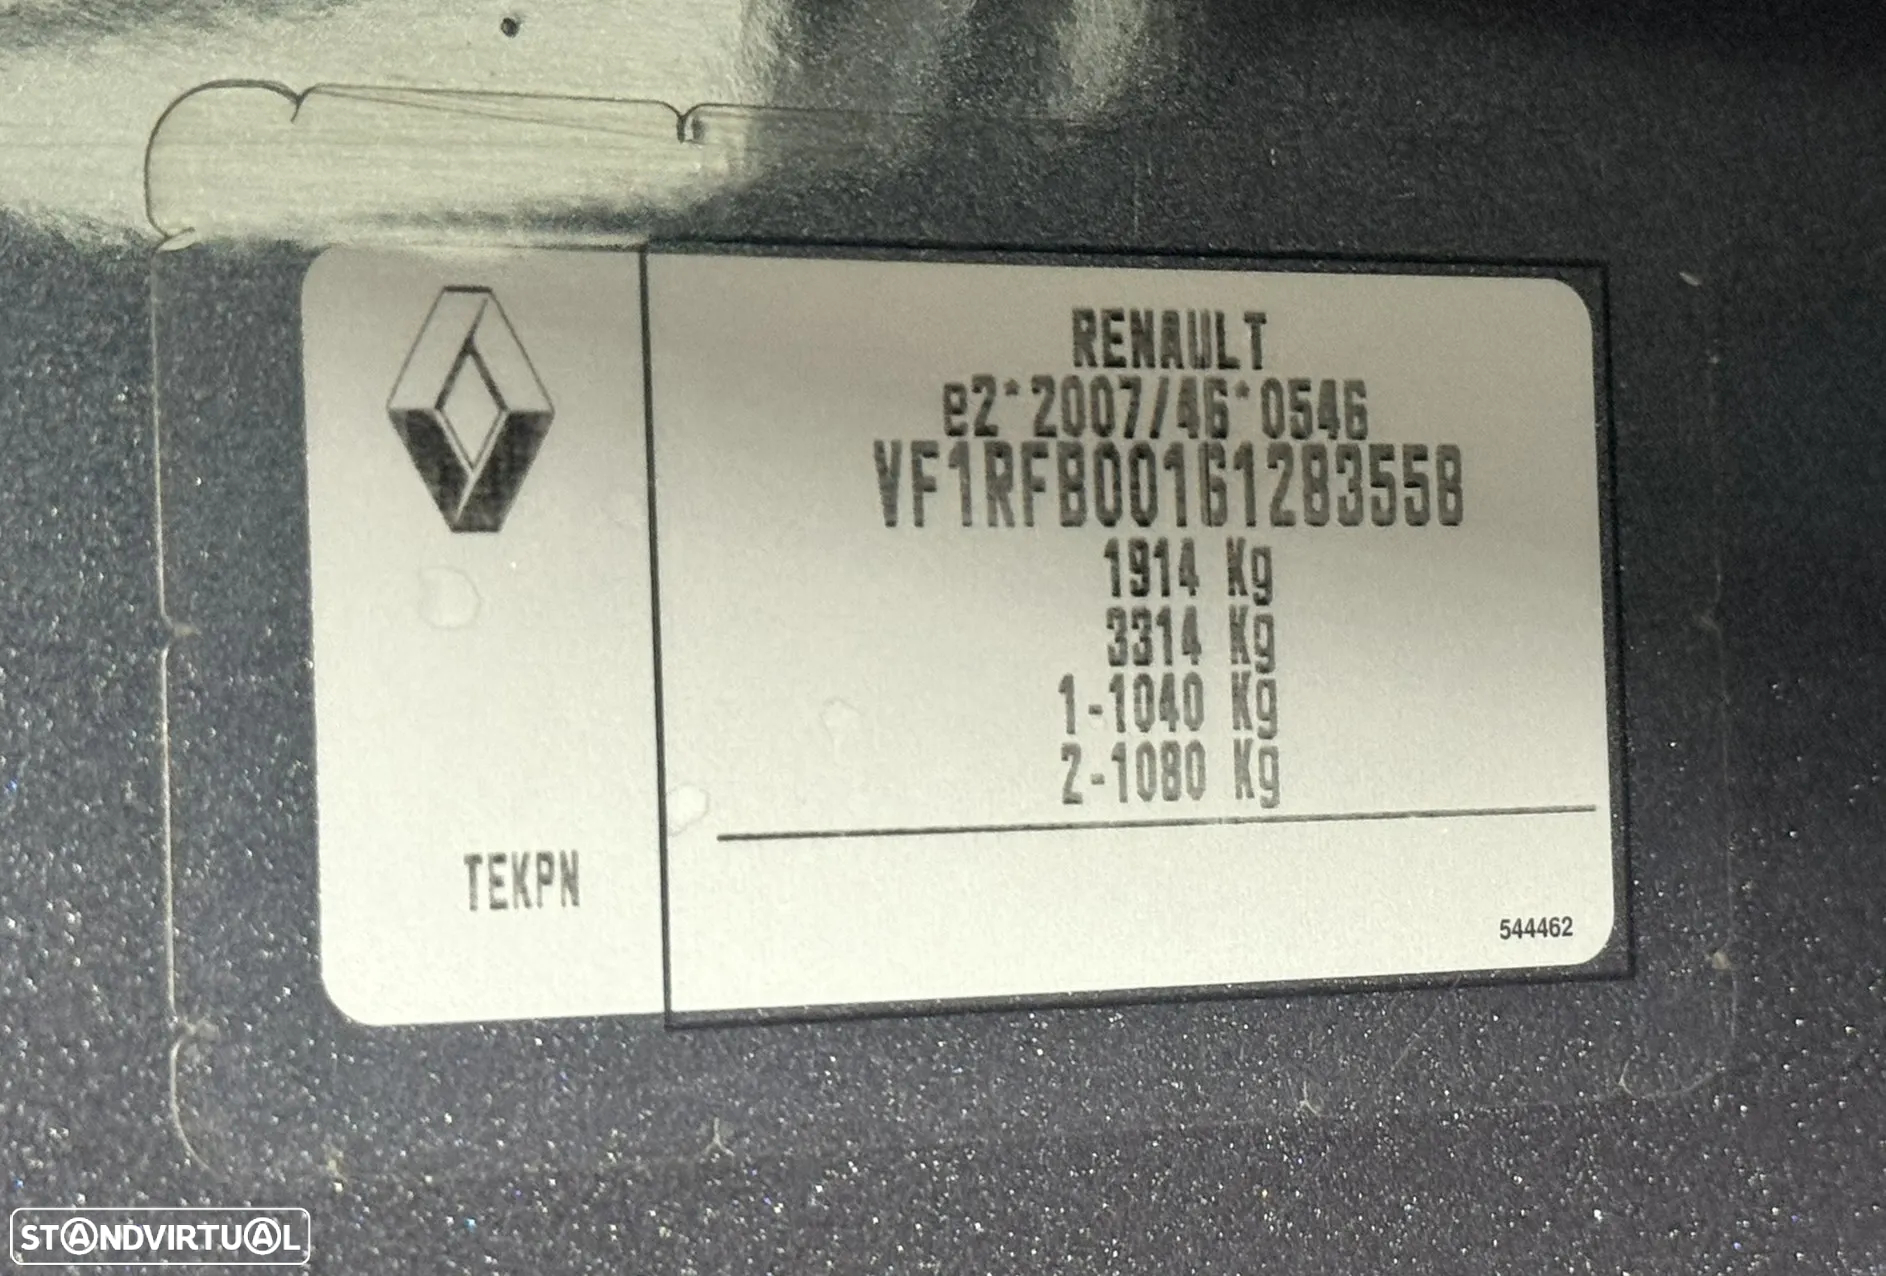 RENAULT
e2*2007/46*0546
VF1RFB00161283558
1914 Kg
3314 Kg
1-1040 Kg
2-1080 Kg
TEKPN
544462
STANDVIRTUAL